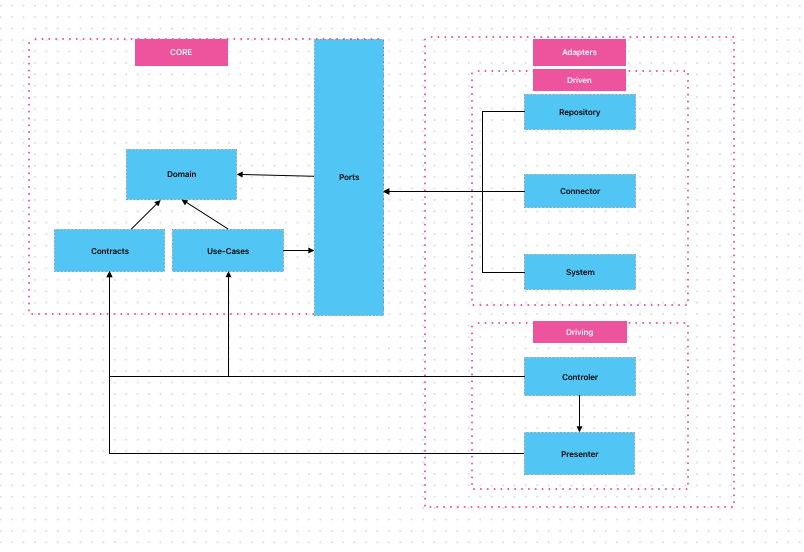 CORE
Adapters
Driven
Repository
Domain
Ports
Connector
Contracts
Use-Cases
System
Driving
Controler
Presenter